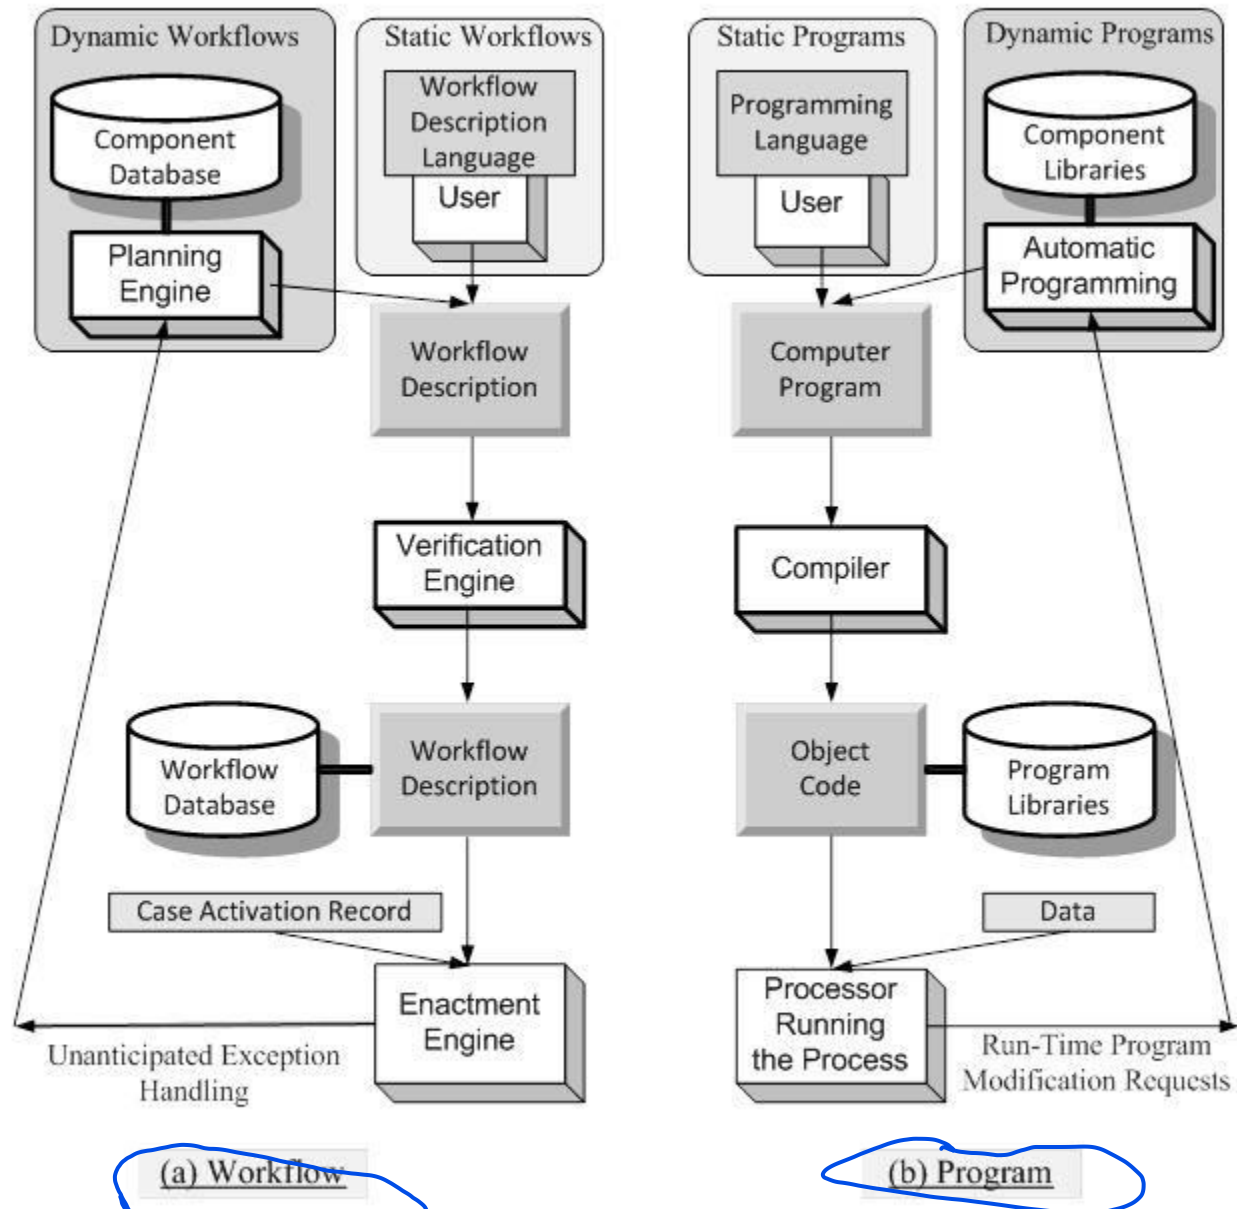 Dynamic Workflows
Static Workflows
Static Programs
Dynamic Programs
Component
Database
Workflow
Description
Language
Programming
Language
Component
Libraries
User
User
Planning
Engine
Automatic
Programming
Workflow
Description
Computer
Program
Verification
Engine
Compiler
Workflow
Database
Workflow
Description
Object
Code
Program
Libraries
Case Activation Record
Data
Enactment
Engine
Processor
Running
the Process
Unanticipated Exception
Handling
Run-Time Program
Modification Requests
(a) Workflow
(b) Program